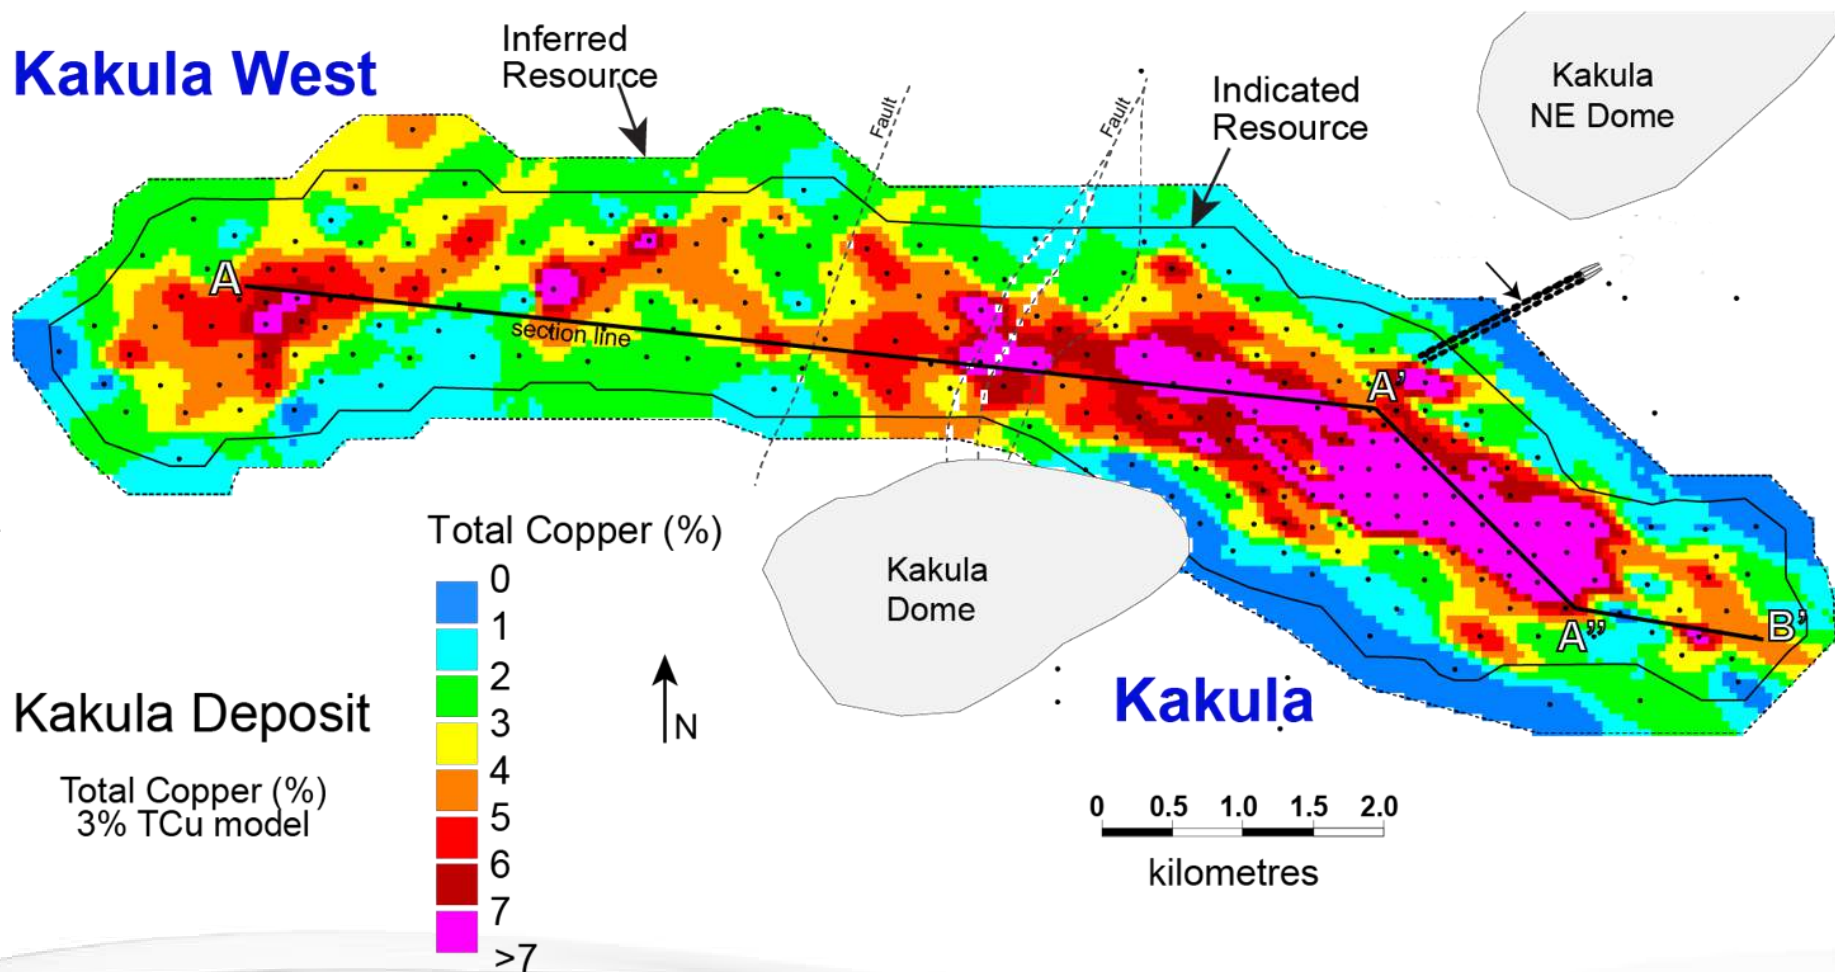 Kakula West
Inferred
Resource
Fault
Fault
Indicated
Resource
Kakula
NE Dome
A
section line
A’
A”
B’
Kakula
Dome
Kakula
Total Copper (%)
0
1
2
3
4
5
6
7
>7
Kakula Deposit
Total Copper (%)
3% TCu model
N
0 0.5 1.0 1.5 2.0
kilometres